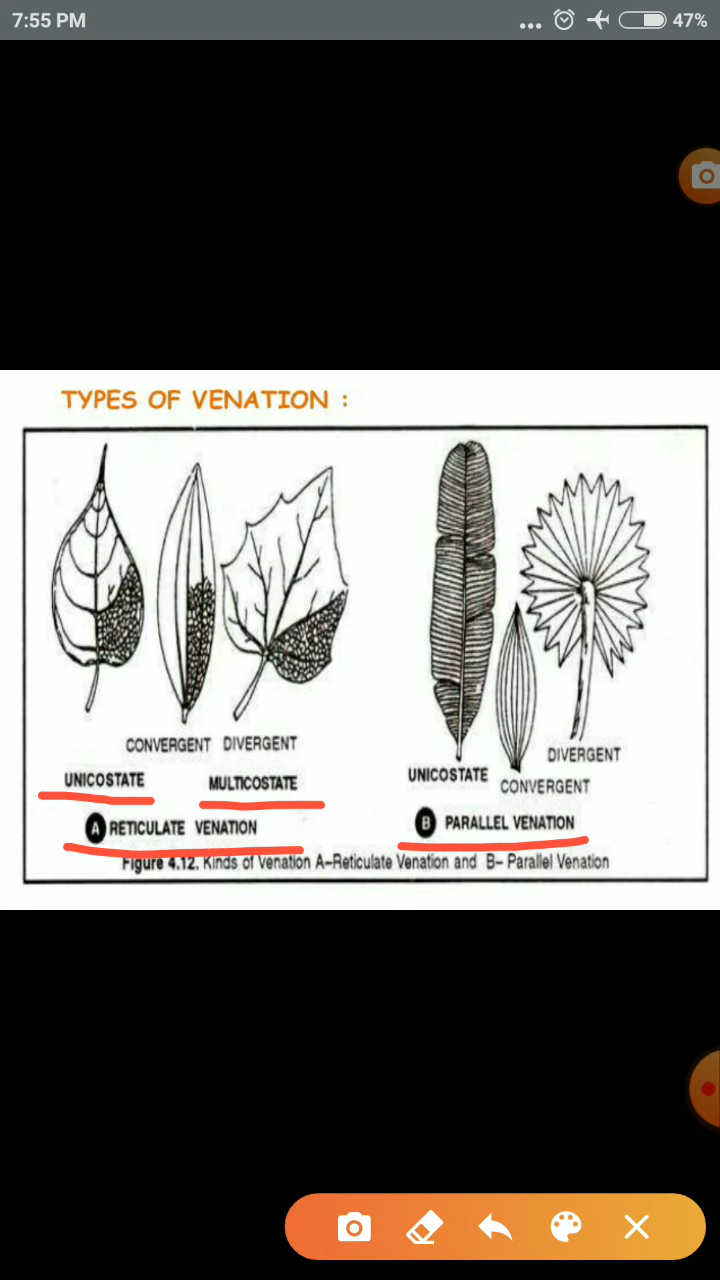 7:55 PM
47%
TYPES OF VENATION :
CONVERGENT DIVERGENT
UNICOSTATE MULTICOSTATE
A RETICULATE VENATION
DIVERGENT
UNICOSTATE CONVERGENT
B PARALLEL VENATION
Figure 4.12. Kinds of Venation A–Reticulate Venation and B– Parallel Venation